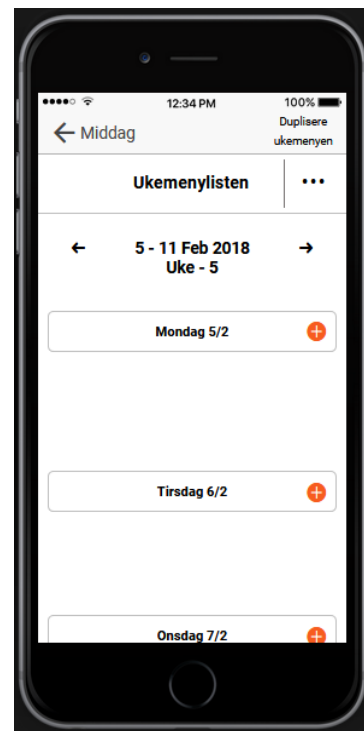 12:34 PM
100%
Middag
Duplisere
ukemenyen
Ukemenylisten
5 - 11 Feb 2018
Uke - 5
Mondag 5/2
Tirsdag 6/2
Onsdag 7/2